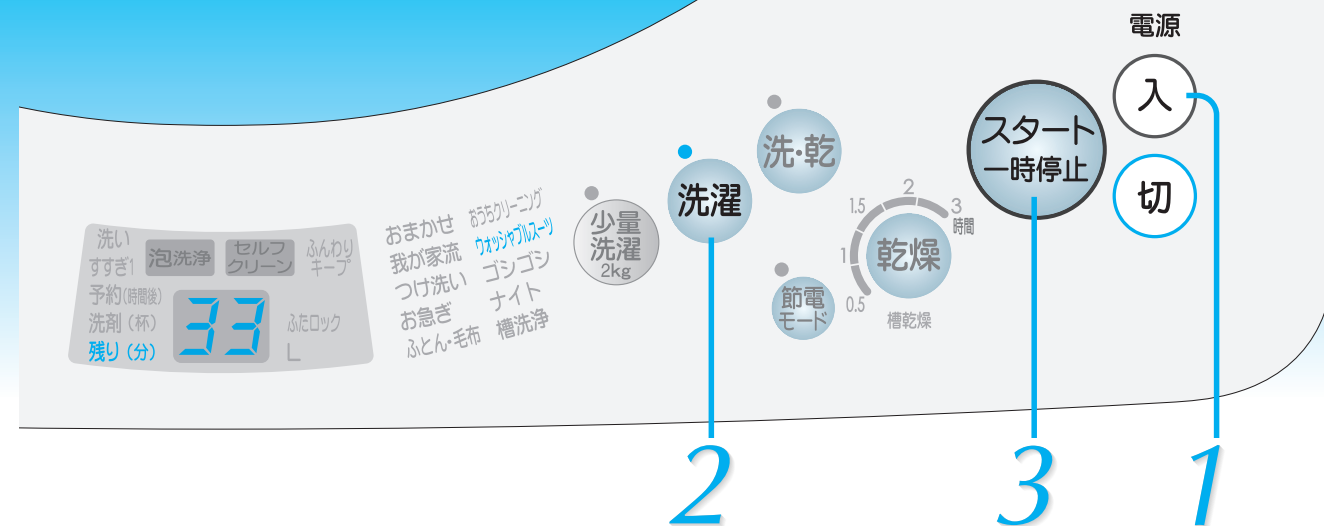 電源
入
切
スタート
一時停止
洗・乾
洗濯
少量
洗濯
2kg
乾燥
0.5
1
1.5
2
3
時間
槽乾燥
節電
モード
おまかせ
我が家流
つけ洗い
お急ぎ
ふとん・毛布
おうちクリーニング
ウォッシャブルスーツ
ゴシゴシ
ナイト
槽洗浄
洗い
すすぎ1
予約(時間後)
洗剤(杯)
残り(分)
泡洗浄
セルフ
クリーン
ふんわり
キープ
33
ふたロック
L
2
3
1